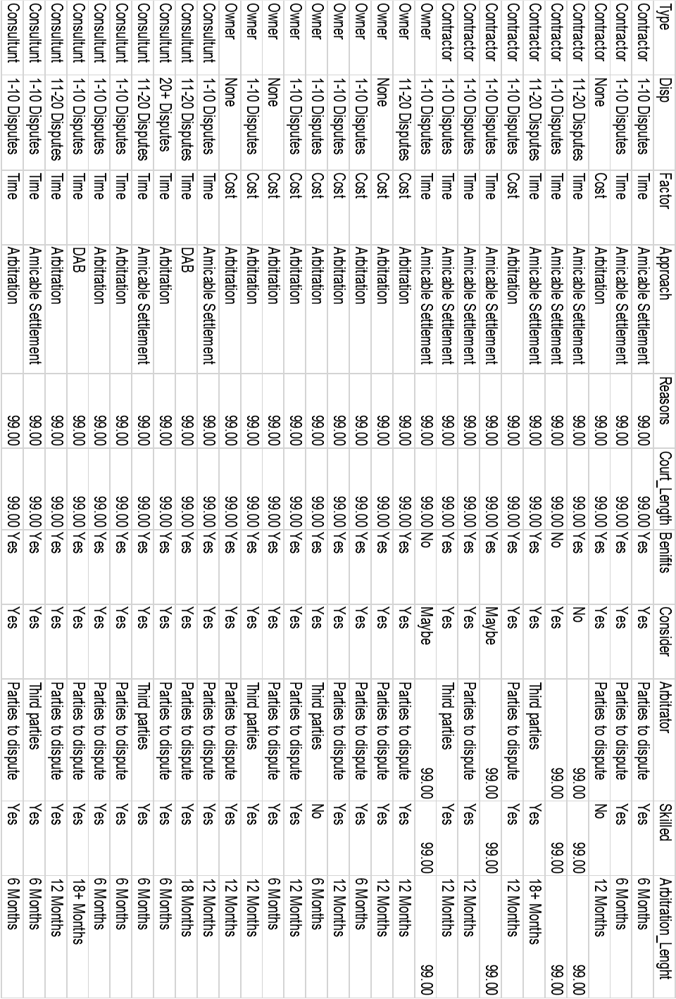 Type Disp Factor Approach Reasons Court_Length Benifits Consider Arbitrator Skilled Arbitration_Lenght
Contractor 1-10 Disputes Time Amicable Settlement 99.00 99.00 Yes Yes Parties to dispute Yes 6 Months
Contractor 1-10 Disputes Time Amicable Settlement 99.00 99.00 Yes Yes Parties to dispute Yes 6 Months
Contractor None Cost Arbitration 99.00 99.00 Yes Yes Parties to dispute No 12 Months
Contractor 11-20 Disputes Time Amicable Settlement 99.00 99.00 Yes No 99.00 99.00 99.00
Contractor 1-10 Disputes Time Amicable Settlement 99.00 99.00 No Yes 99.00 99.00 99.00
Contractor 11-20 Disputes Time Amicable Settlement 99.00 99.00 Yes Yes Third parties Yes 18+ Months
Contractor 1-10 Disputes Cost Arbitration 99.00 99.00 Yes Yes Parties to dispute Yes 12 Months
Contractor 1-10 Disputes Time Amicable Settlement 99.00 99.00 Yes Maybe 99.00 99.00 99.00
Contractor 1-10 Disputes Time Amicable Settlement 99.00 99.00 Yes Yes Parties to dispute Yes 12 Months
Contractor 1-10 Disputes Time Amicable Settlement 99.00 99.00 Yes Yes Third parties Yes 12 Months
Owner 1-10 Disputes Time Amicable Settlement 99.00 99.00 No Maybe 99.00 99.00 99.00
Owner 11-20 Disputes Cost Arbitration 99.00 99.00 Yes Yes Parties to dispute Yes 12 Months
Owner None Cost Arbitration 99.00 99.00 Yes Yes Parties to dispute Yes 12 Months
Owner 1-10 Disputes Cost Arbitration 99.00 99.00 Yes Yes Parties to dispute Yes 6 Months
Owner 1-10 Disputes Cost Arbitration 99.00 99.00 Yes Yes Parties to dispute Yes 12 Months
Owner 1-10 Disputes Cost Arbitration 99.00 99.00 Yes Yes Third parties No 6 Months
Owner 1-10 Disputes Cost Arbitration 99.00 99.00 Yes Yes Parties to dispute Yes 12 Months
Owner None Cost Arbitration 99.00 99.00 Yes Yes Parties to dispute Yes 6 Months
Owner 1-10 Disputes Cost Arbitration 99.00 99.00 Yes Yes Third parties Yes 12 Months
Owner None Cost Arbitration 99.00 99.00 Yes Yes Parties to dispute Yes 12 Months
Consultunt 1-10 Disputes Time Amicable Settlement 99.00 99.00 Yes Yes Parties to dispute Yes 12 Months
Consultunt 11-20 Disputes Time DAB 99.00 99.00 Yes Yes Parties to dispute Yes 18 Months
Consultunt 20+ Disputes Time Arbitration 99.00 99.00 Yes Yes Parties to dispute Yes 6 Months
Consultunt 11-20 Disputes Time Amicable Settlement 99.00 99.00 Yes Yes Third parties Yes 6 Months
Consultunt 1-10 Disputes Time Arbitration 99.00 99.00 Yes Yes Parties to dispute Yes 6 Months
Consultunt 1-10 Disputes Time Arbitration 99.00 99.00 Yes Yes Parties to dispute Yes 6 Months
Consultunt 1-10 Disputes Time DAB 99.00 99.00 Yes Yes Parties to dispute Yes 18+ Months
Consultunt 11-20 Disputes Time Arbitration 99.00 99.00 Yes Yes Parties to dispute Yes 12 Months
Consultunt 1-10 Disputes Time Amicable Settlement 99.00 99.00 Yes Yes Third parties Yes 6 Months
Consultunt 1-10 Disputes Time Arbitration 99.00 99.00 Yes Yes Parties to dispute Yes 6 Months